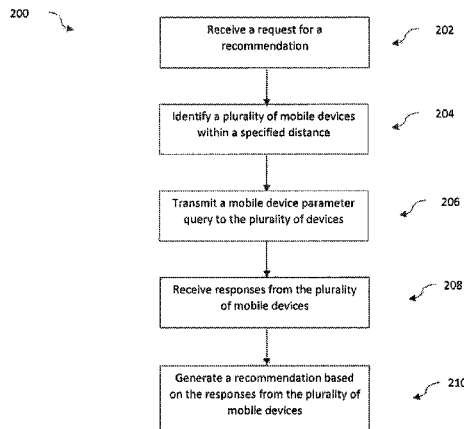 200
Receive a request for a
recommendation
202
Identify a plurality of mobile devices
within a specified distance
204
Transmit a mobile device parameter
query to the plurality of devices
206
Receive responses from the plurality
of mobile devices
208
Generate a recommendation based
on the responses from the plurality of
mobile devices
210